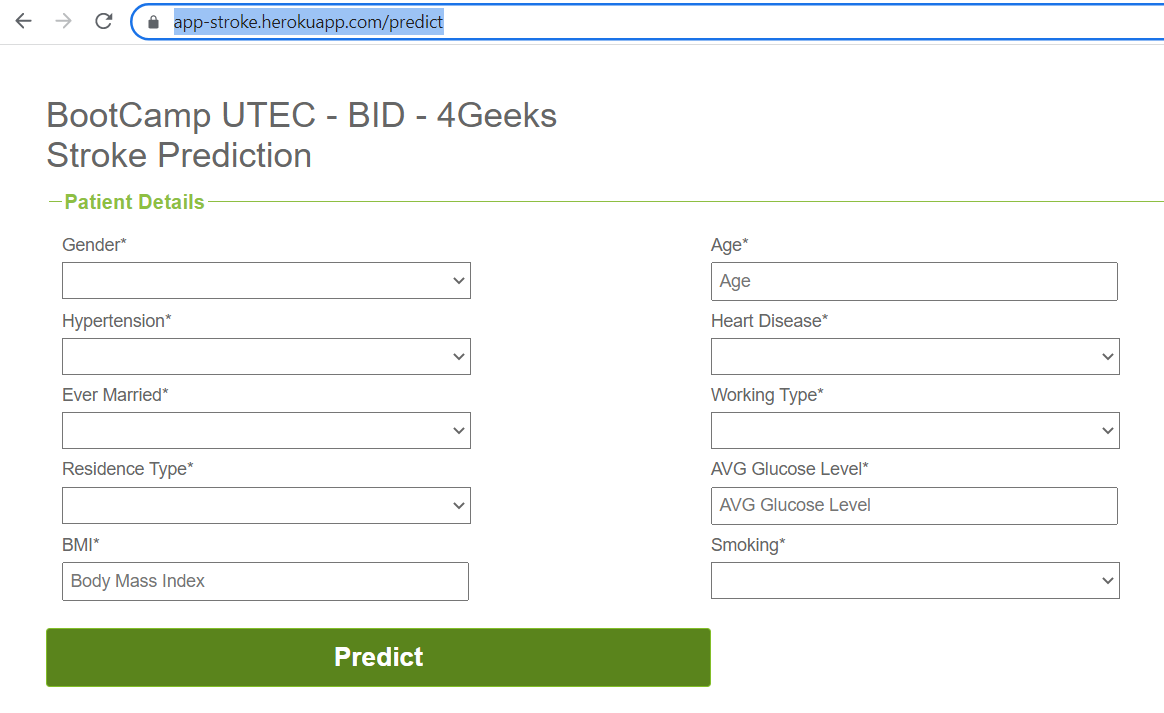 app-stroke.herokuapp.com/predict
BootCamp UTEC - BID - 4Geeks
Stroke Prediction
Patient Details
Gender*
Age*
Age
Hypertension*
Heart Disease*
Ever Married*
Working Type*
Residence Type*
AVG Glucose Level*
AVG Glucose Level
BMI*
Smoking*
Body Mass Index
Predict